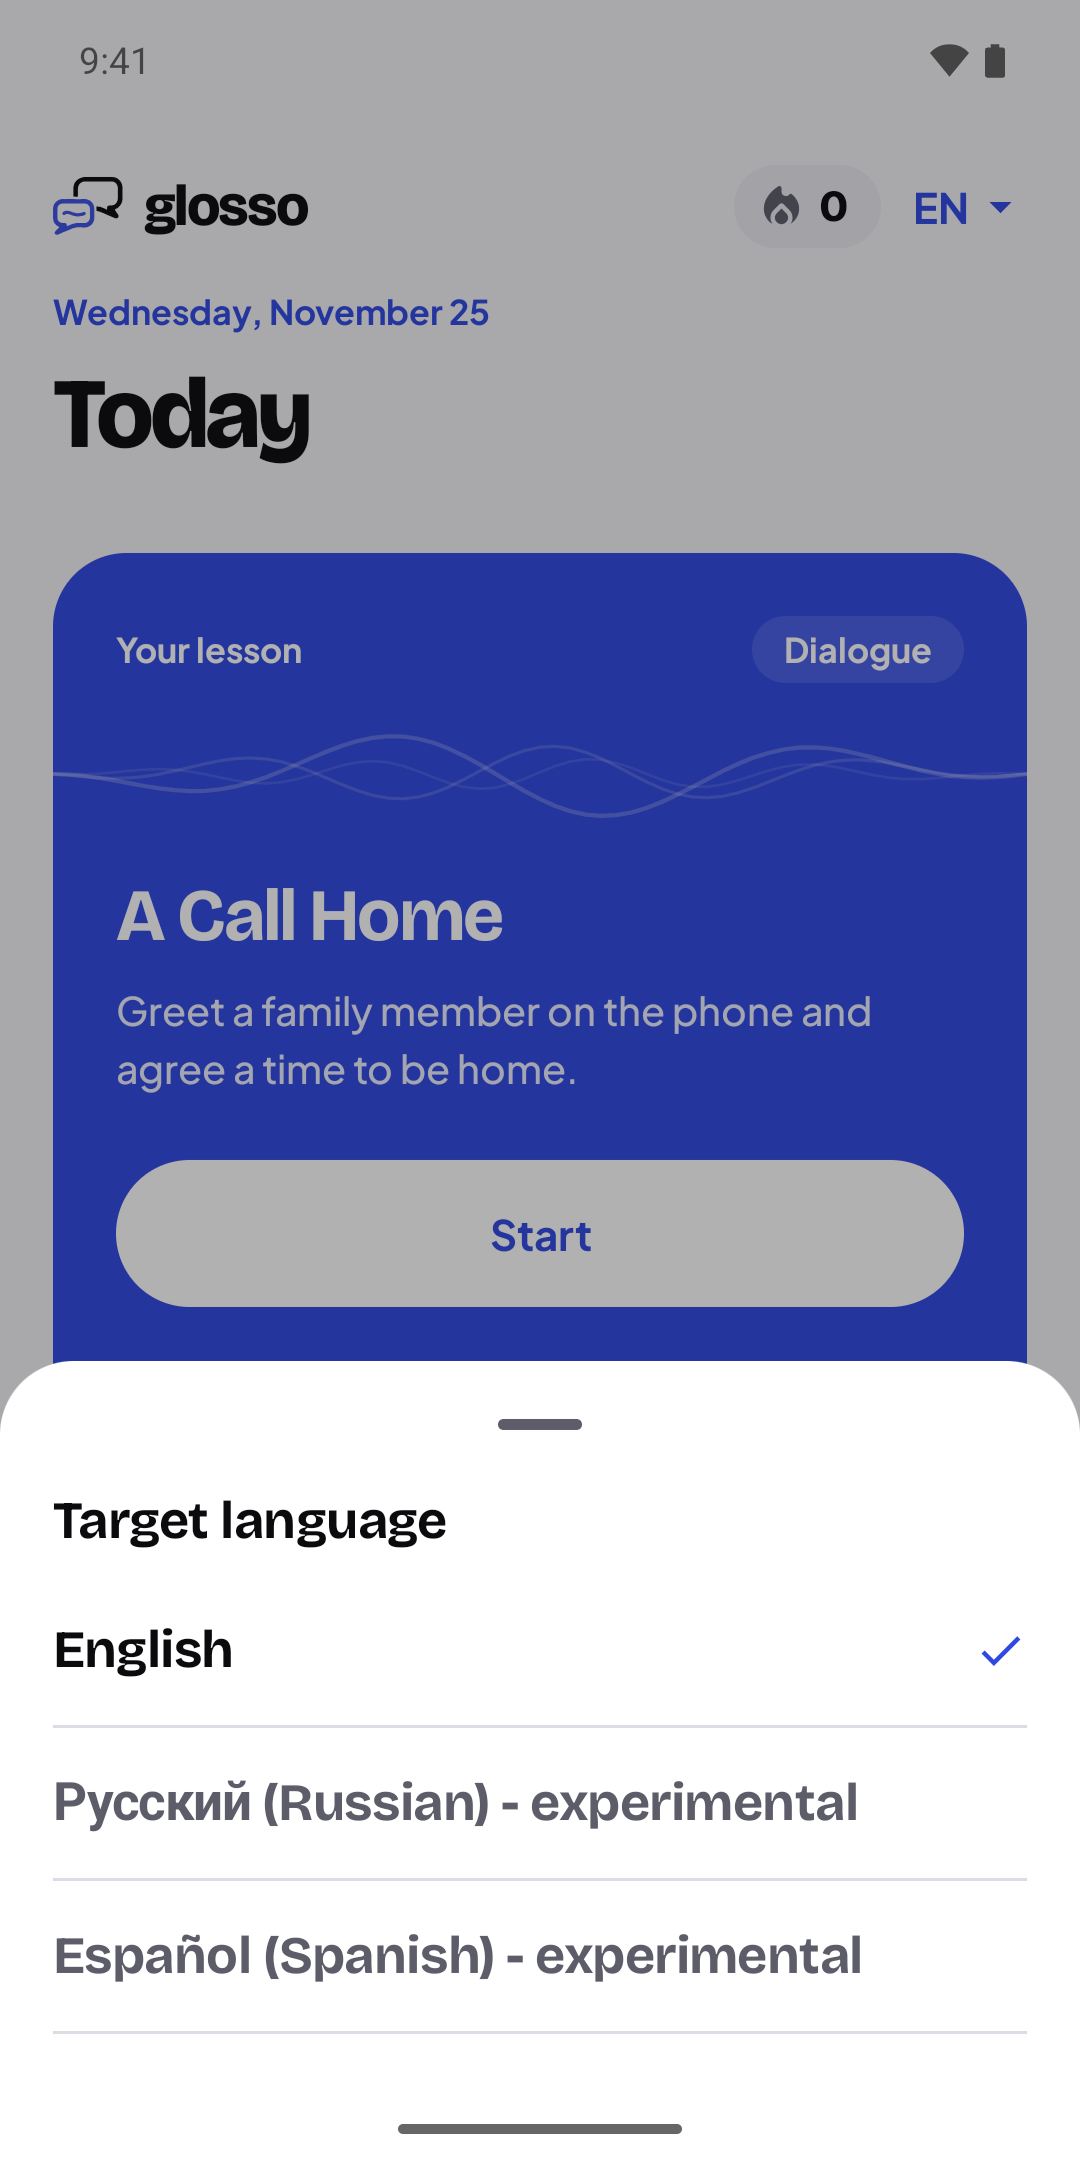 9:41
glosso
0
EN
Wednesday, November 25
Today
Your lesson
Dialogue
A Call Home
Greet a family member on the phone and
agree a time to be home.
Start
Target language
English
Русский (Russian) - experimental
Español (Spanish) - experimental